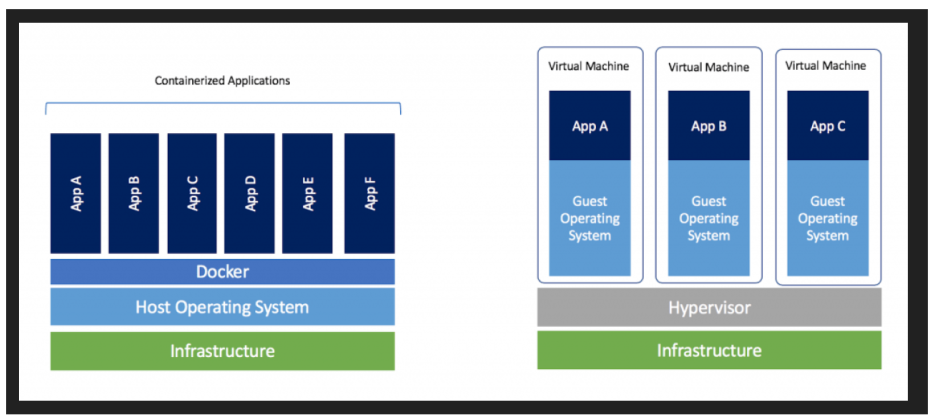 Containerized Applications
App A
App B
App C
App D
App E
App F
Docker
Host Operating System
Infrastructure
Virtual Machine
App A
Guest
Operating
System
Virtual Machine
App B
Guest
Operating
System
Virtual Machine
App C
Guest
Operating
System
Hypervisor
Infrastructure